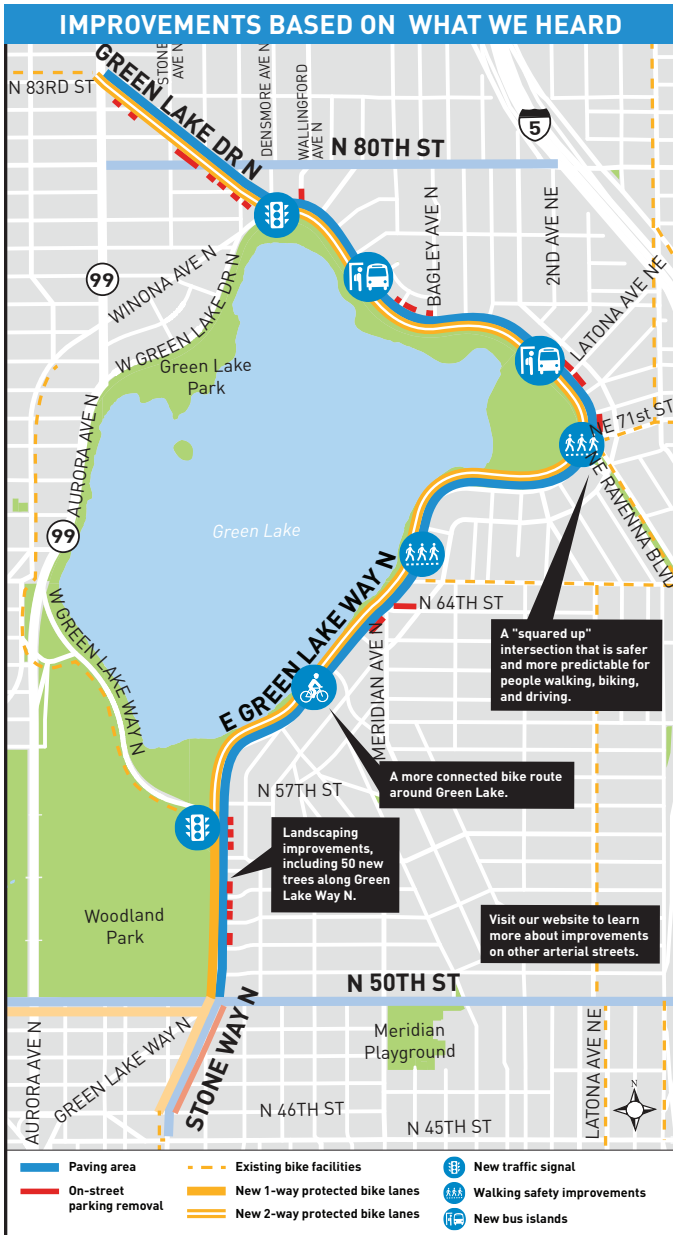 IMPROVEMENTS BASED ON WHAT WE HEARD
GREEN LAKE DR N
STONE
AVE N
DENSMORE AVE N
WALLINGFORD
AVE N
N 83RD ST
5
N 80TH ST
BAGLEY AVE N
2ND AVE NE
99
WINONA AVE N
W GREEN LAKE DR N
LATONA AVE NE
Green Lake
Park
AURORA AVE N
NE 71st ST
NE RAVENNA BLVD
Green Lake
99
W GREEN LAKE WAY N
E GREEN LAKE WAY N
N 64TH ST
MERIDIAN AVE N
A "squared up"
intersection that is safer
and more predictable for
people walking, biking,
and driving.
A more connected bike route
around Green Lake.
N 57TH ST
Landscaping
improvements,
including 50 new
trees along Green
Lake Way N.
Woodland
Park
Visit our website to learn
more about improvements
on other arterial streets.
N 50TH ST
AURORA AVE N
GREEN LAKE WAY N
STONE WAY N
Meridian
Playground
LATONA AVE NE
N
N 46TH ST
N 45TH ST
Paving area
On-street
parking removal
Existing bike facilities
New 1-way protected bike lanes
New 2-way protected bike lanes
New traffic signal
Walking safety improvements
New bus islands